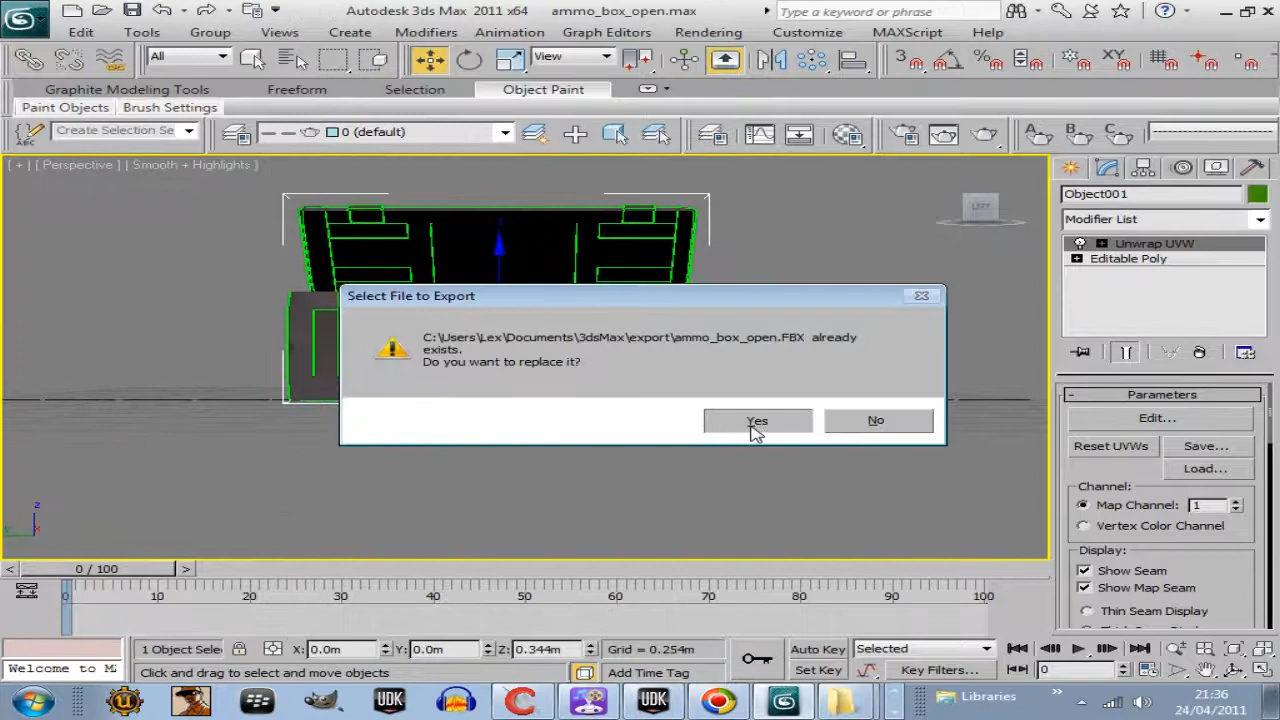 Autodesk 3ds Max 2011 x64 ammo_box_open.max Type a keyword or phrase
Edit Tools Group Views Create Modifiers Animation Graph Editors Rendering Customize MAXScript Help
All View 3
Graphite Modeling Tools Freeform Selection Object Paint
Paint Objects Brush Settings
Create Selection Se 0 (default)
[ + ] [ Perspective ] [ Smooth + Highlights ]
LEFT
Object001
Modifier List
Unwrap UVW
Editable Poly
Select File to Export
C:\Users\Lex\Documents\3dsMax\export\ammo_box_open.FBX already
exists.
Do you want to replace it?
Yes No
Parameters
Edit...
Reset UVWs Save...
Load...
Channel:
Map Channel: 1
Vertex Color Channel
Display:
Show Seam
Show Map Seam
Thin Seam Display
z
x
0 / 100
0 10 20 30 40 50 60 70 80 90 100
1 Object Sele X: 0.0m Y: 0.0m Z: 0.344m Grid = 0.254m Auto Key Selected
Welcome to MA Click and drag to select and move objects Add Time Tag Set Key Key Filters... 0
UDK UDK Libraries
21:36
24/04/2011